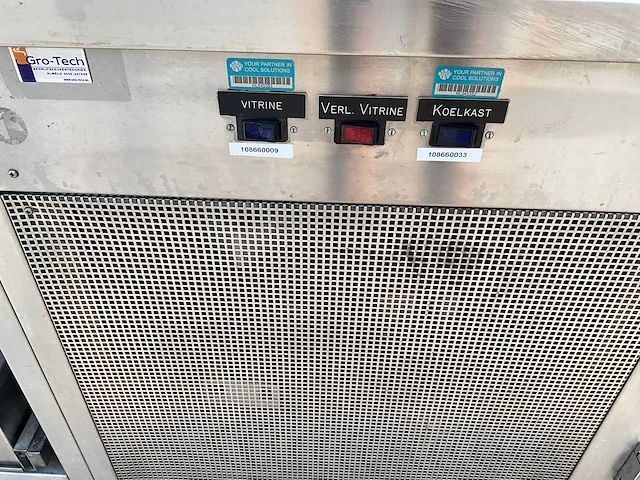 Gro-Tech
YOUR PARTNER IN
COOL SOLUTIONS
VITRINE
108660009
VERL. VITRINE
YOUR PARTNER IN
COOL SOLUTIONS
KOELKAST
108660033